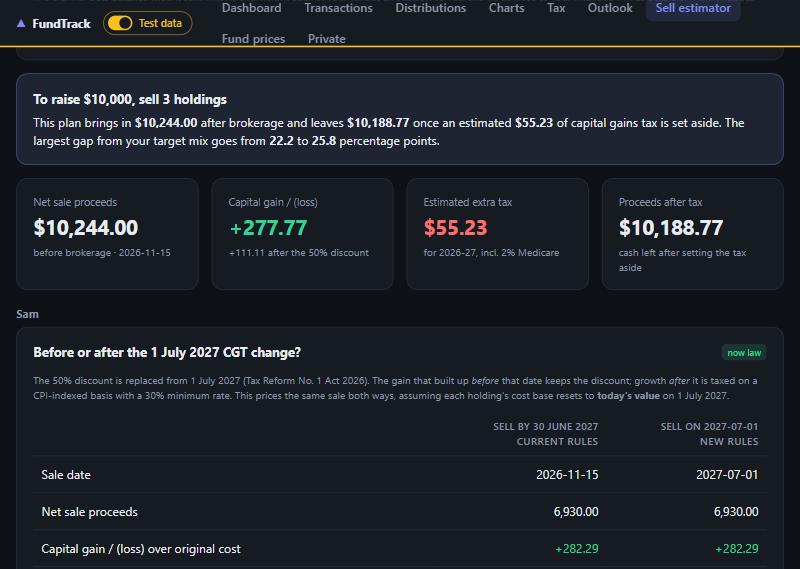 FundTrack
Test data
Dashboard Transactions Distributions Charts Tax Outlook Sell estimator
Fund prices Private
To raise $10,000, sell 3 holdings
This plan brings in $10,244.00 after brokerage and leaves $10,188.77 once an estimated $55.23 of capital gains tax is set aside. The
largest gap from your target mix goes from 22.2 to 25.8 percentage points.
Net sale proceeds
$10,244.00
before brokerage · 2026-11-15
Capital gain / (loss)
+277.77
+111.11 after the 50% discount
Estimated extra tax
$55.23
for 2026-27, incl. 2% Medicare
Proceeds after tax
$10,188.77
cash left after setting the tax
aside
Sam
Before or after the 1 July 2027 CGT change?
now law
The 50% discount is replaced from 1 July 2027 (Tax Reform No. 1 Act 2026). The gain that built up before that date keeps the discount; growth after it is taxed on a
CPI-indexed basis with a 30% minimum rate. This prices the same sale both ways, assuming each holding's cost base resets to today's value on 1 July 2027.
SELL BY 30 JUNE 2027 SELL ON 2027-07-01
CURRENT RULES NEW RULES
Sale date 2026-11-15 2027-07-01
Net sale proceeds 6,930.00 6,930.00
Capital gain / (loss) over original cost +282.29 +282.29